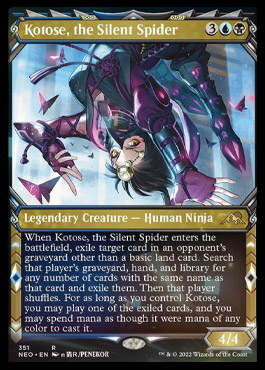 Kotose, the Silent Spider 3
Legendary Creature — Human Ninja
When Kotose, the Silent Spider enters the
battlefield, exile target card in an opponent's
graveyard other than a basic land card. Search
that player's graveyard, hand, and library for
any number of cards with the same name as
that card and exile them. Then that player
shuffles. For as long as you control Kotose,
you may play one of the exiled cards, and you
may spend mana as though it were mana of any
color to cast it.
4/4
351 R
NEO • EN PENEKOR ™ & © 2022 Wizards of the Coast